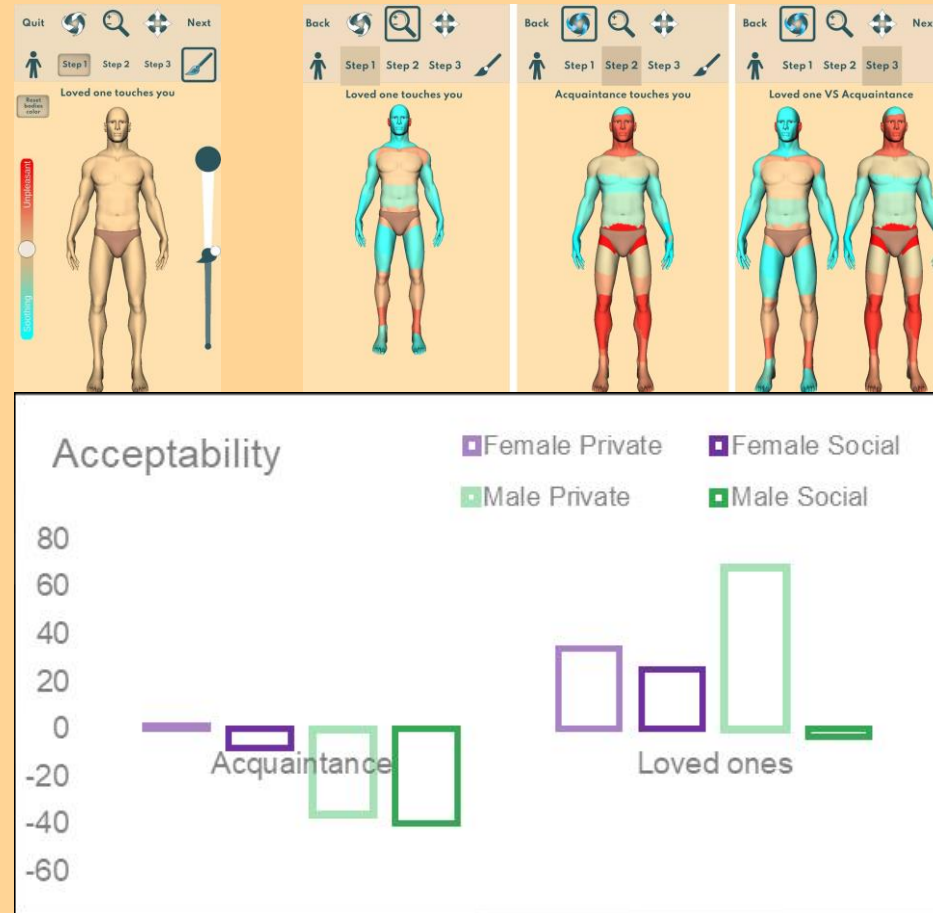 Quit Next
Step 1 Step 2 Step 3
Loved one touches you
Reset
bodies
color
Unpleasant
Soothing
Back
Step 1 Step 2 Step 3
Loved one touches you
Back
Step 1 Step 2 Step 3
Acquaintance touches you
Back Nex
Step 1 Step 2 Step 3
Loved one VS Acquaintance
Acceptability
Female Private Female Social
Male Private Male Social
80
60
40
20
0
-20
-40
-60
Acquaintance Loved ones